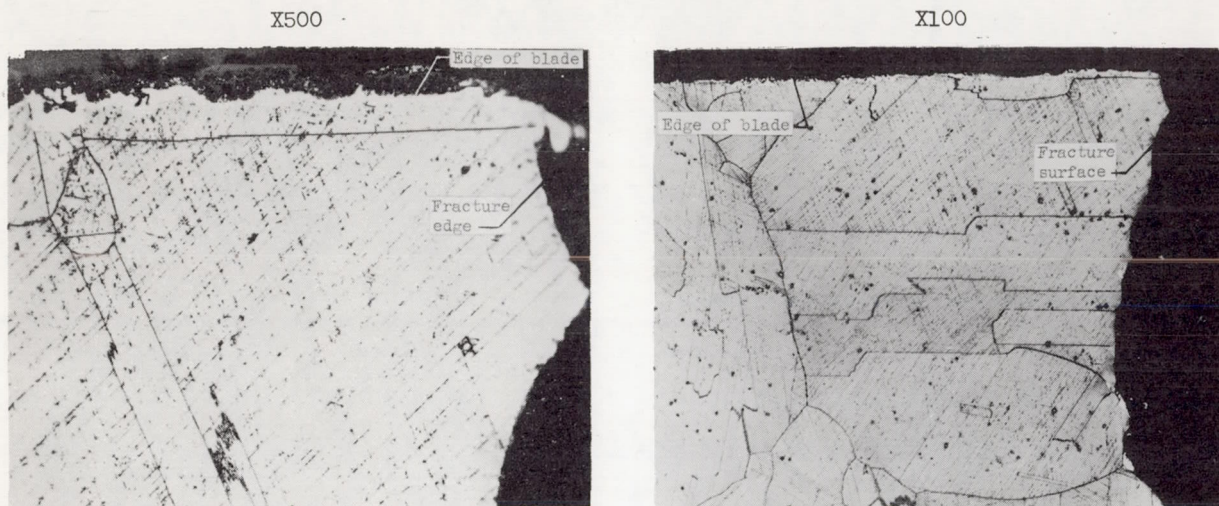 X500
X100
Edge of blade
Fracture
edge
Edge of blade
Fracture
surface